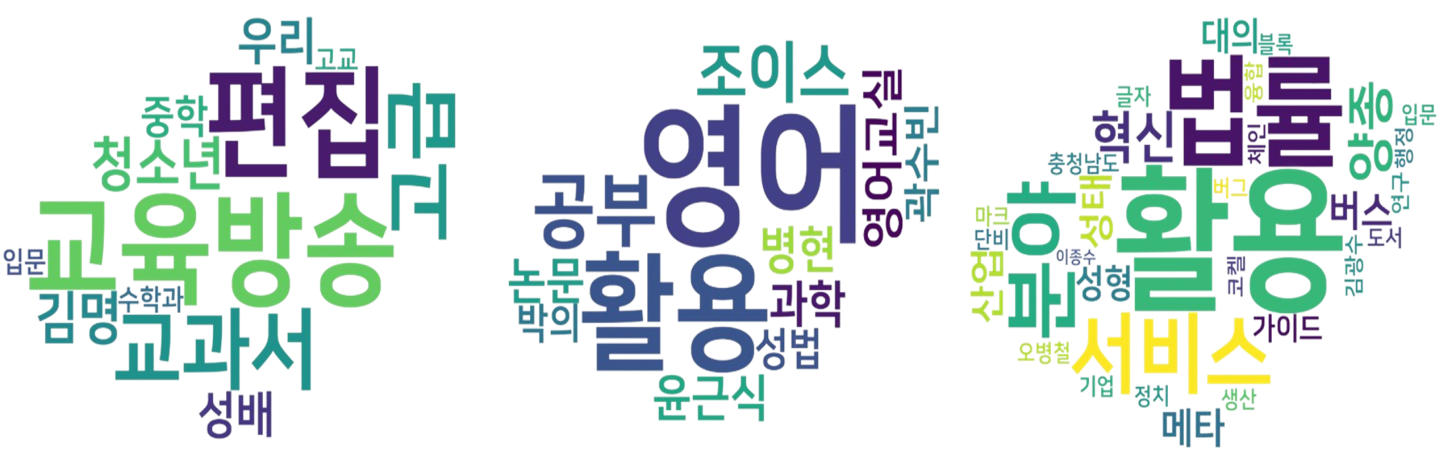 우리
고교
편집
고급
중학
청소년
교육방송
입문
김명
수학과
교과서
성배
조이스
영어
영어교실
곽수빈
공부
병현
논문
활용
과학
박의
성법
윤근식
대의
블록
법률
융합
글자
혁신
체인
양종
입문
행정
충청남도
활용
버그
연구
분야
생태
버스
마크
단비
이종수
도서
산업
성형
코켈
김광수
서비스
가이드
오병철
기업
정치
생산
메타